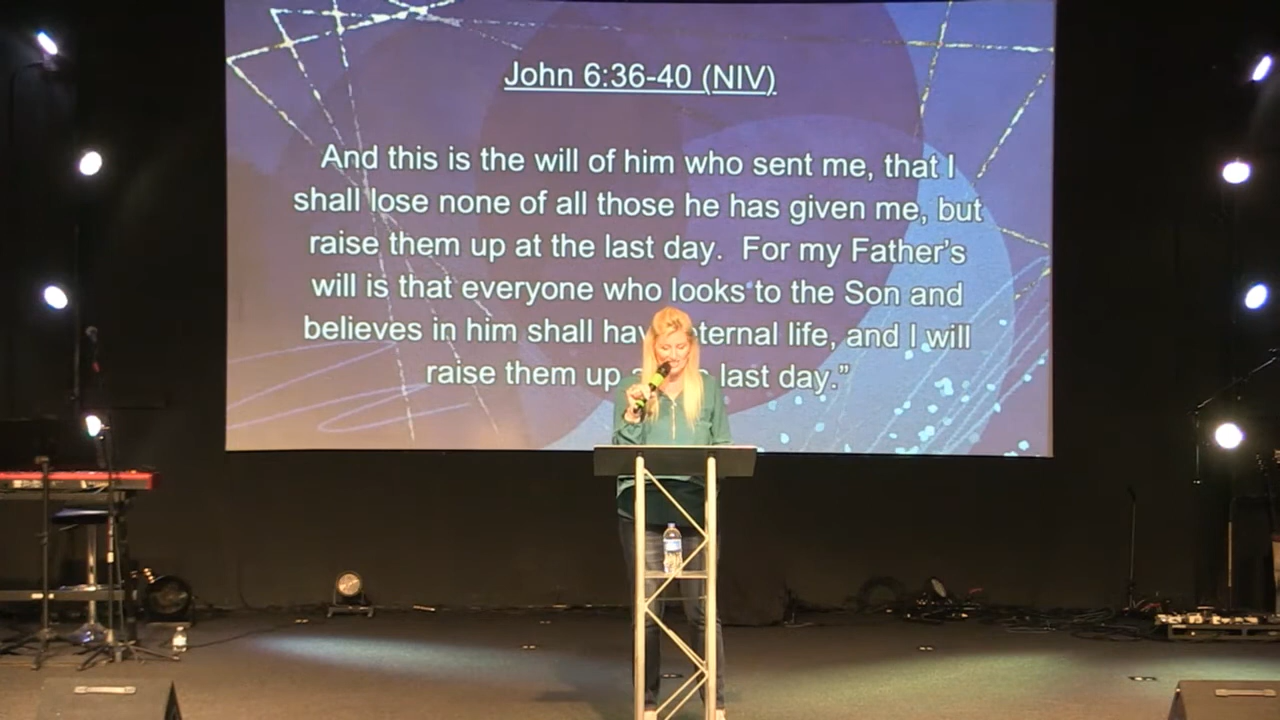 John 6:36-40 (NIV)
And this is the will of him who sent me, that I
shall lose none of all those he has given me, but
raise them up at the last day. For my Father's
will is that everyone who looks to the Son and
believes in him shall hav ternal life, and I will
raise them up last day.”